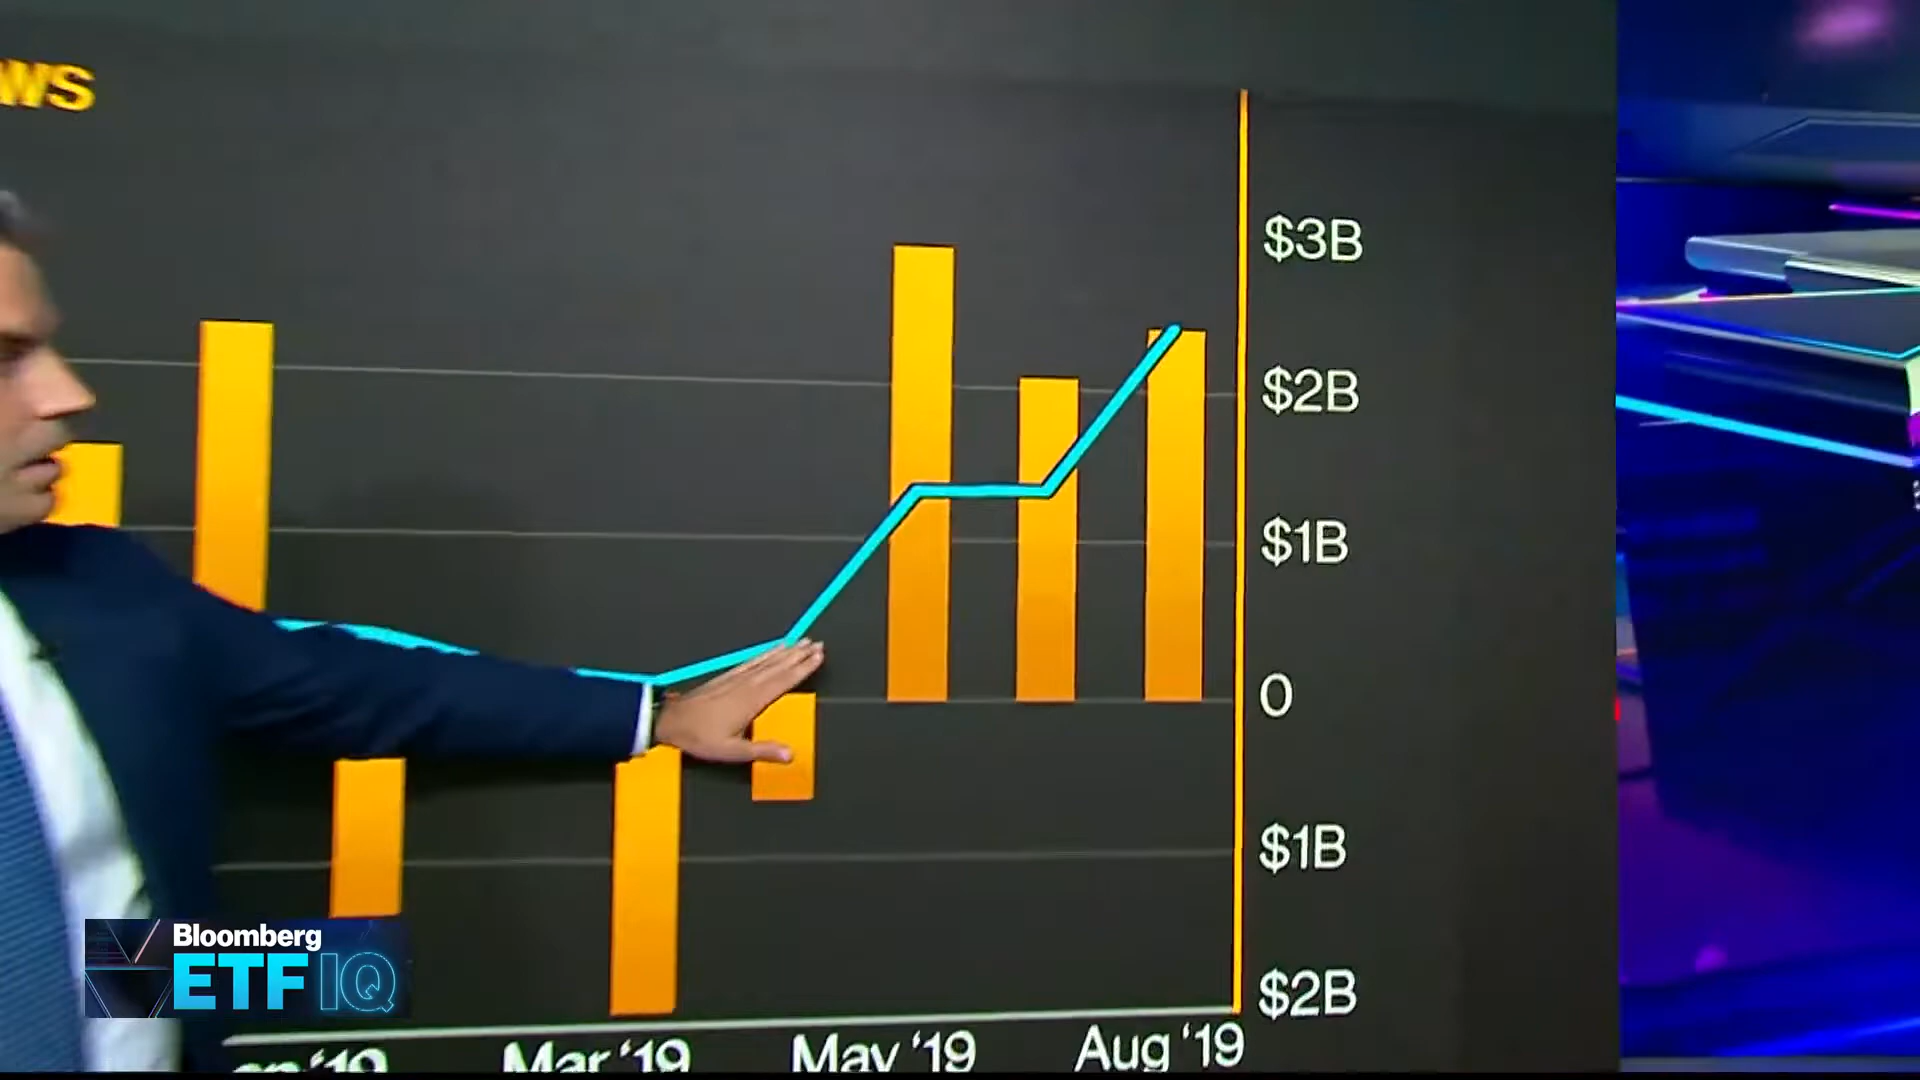 ws
$3B
$2B
$1B
0
$1B
$2B
Mar ‘19
May ‘19
Aug ‘19
Bloomberg
ETF IQ